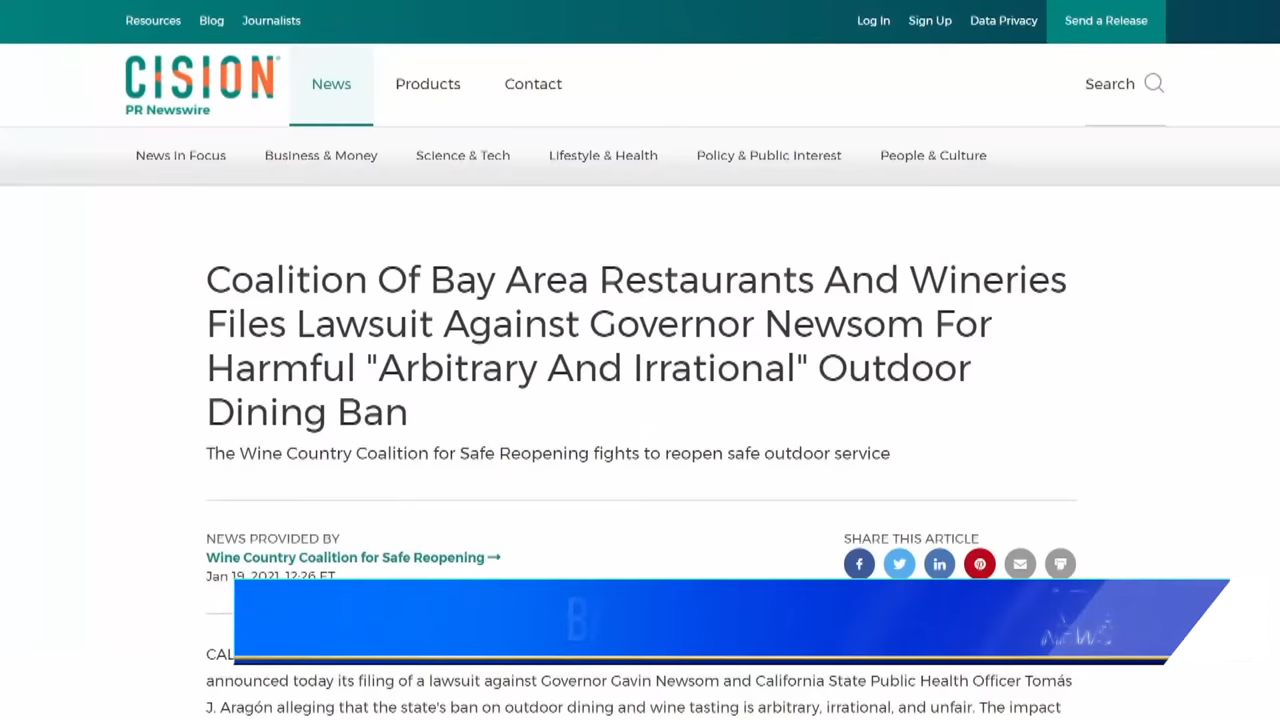 Resources Blog Journalists Log In Sign Up Data Privacy Send a Release
CISION
PR Newswire
News Products Contact Search
News in Focus Business & Money Science & Tech Lifestyle & Health Policy & Public Interest People & Culture
Coalition Of Bay Area Restaurants And Wineries
Files Lawsuit Against Governor Newsom For
Harmful "Arbitrary And Irrational" Outdoor
Dining Ban
The Wine Country Coalition for Safe Reopening fights to reopen safe outdoor service
NEWS PROVIDED BY SHARE THIS ARTICLE
Wine Country Coalition for Safe Reopening →
Jan 19, 2021, 12:26 ET
B
NEWS
CAL
announced today its filing of a lawsuit against Governor Gavin Newsom and California State Public Health Officer Tomás
J. Aragón alleging that the state's ban on outdoor dining and wine tasting is arbitrary, irrational, and unfair. The impact